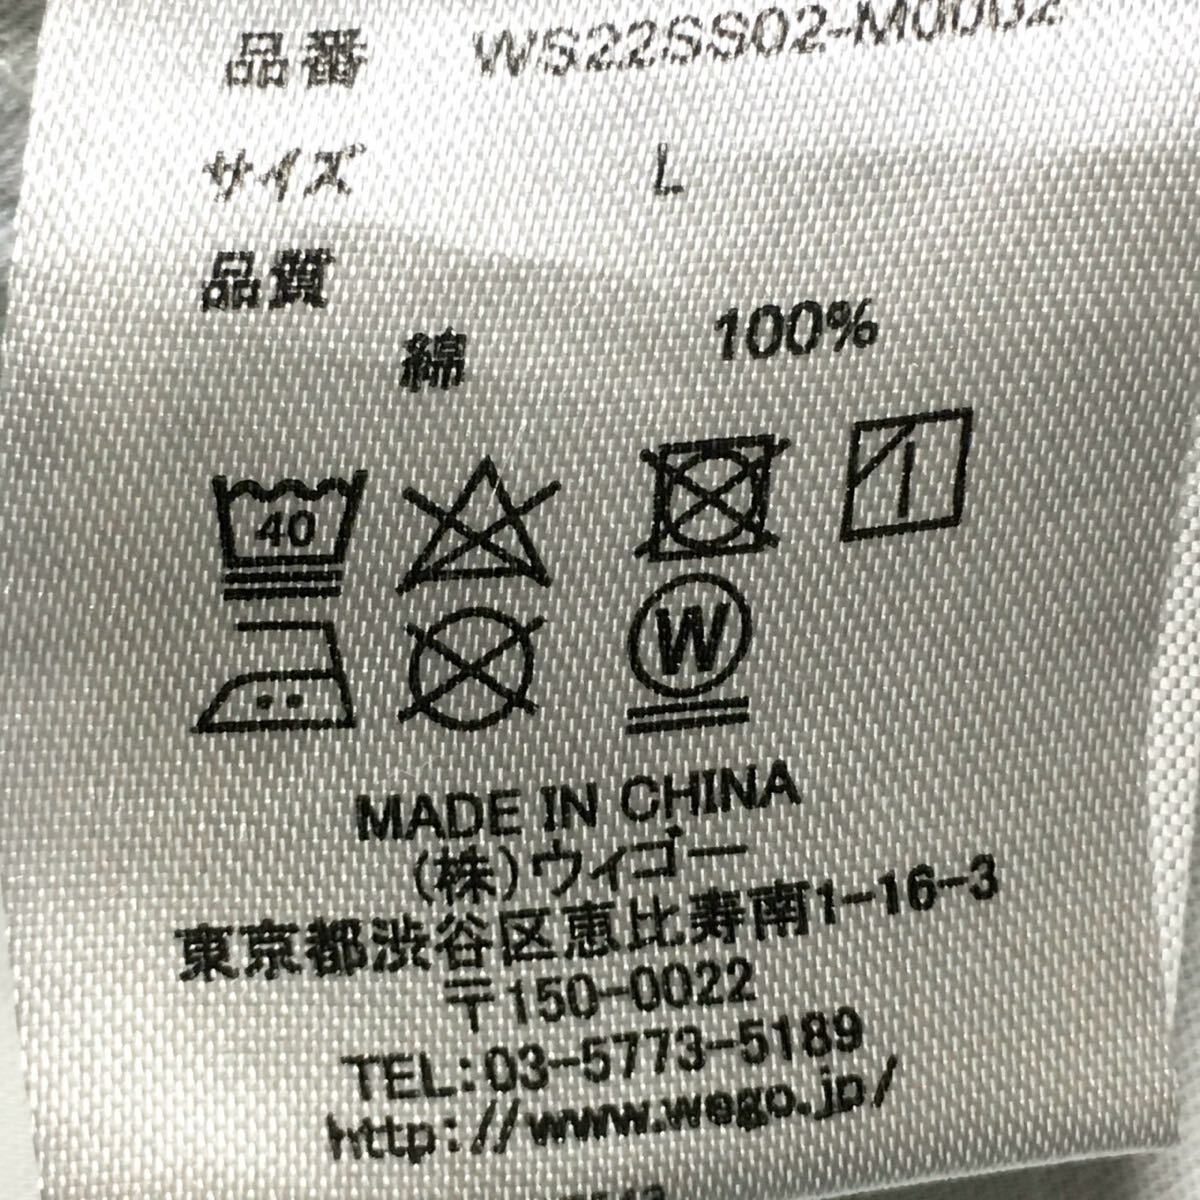 品番 WS22SS02-M0002
サイズ L
品質
綿 100%
40
W
MADE IN CHINA
(株)ウィゴー
東京都渋谷区恵比寿南1-16-3
〒150-0022
TEL:03-5773-5189
http://www.wego.jp/